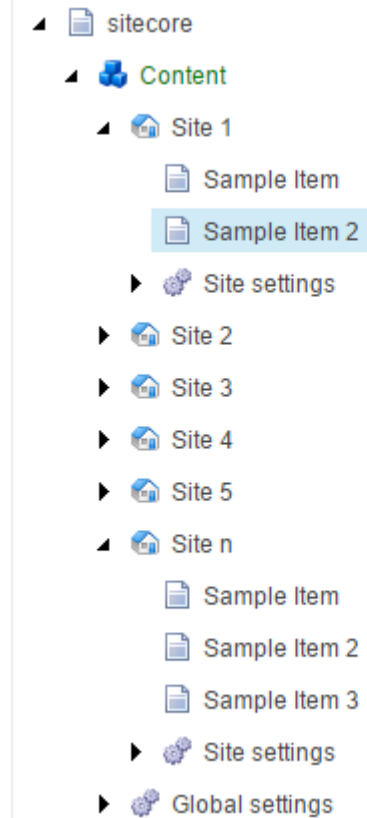 sitecore
Content
Site 1
Sample Item
Sample Item 2
Site settings
Site 2
Site 3
Site 4
Site 5
Site n
Sample Item
Sample Item 2
Sample Item 3
Site settings
Global settings